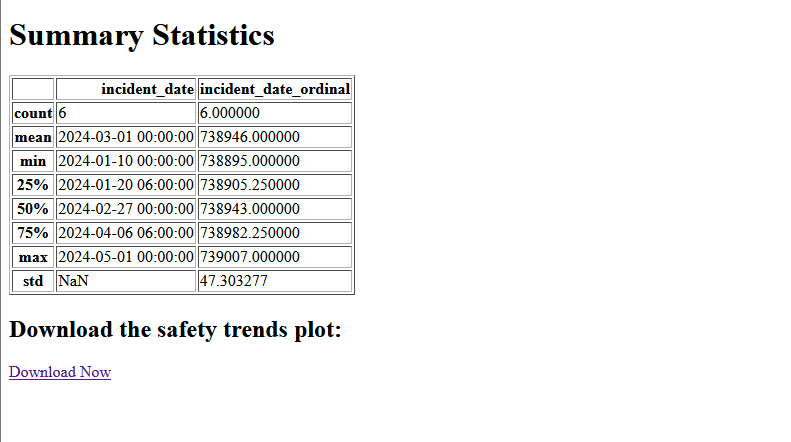 Summary Statistics
incident_date incident_date_ordinal
count 6 6.000000
mean 2024-03-01 00:00:00 738946.000000
min 2024-01-10 00:00:00 738895.000000
25% 2024-01-20 06:00:00 738905.250000
50% 2024-02-27 00:00:00 738943.000000
75% 2024-04-06 06:00:00 738982.250000
max 2024-05-01 00:00:00 739007.000000
std NaN 47.303277
Download the safety trends plot:
Download Now